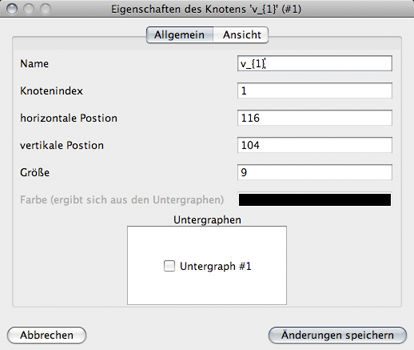 Eigenschaften des Knotens 'v_{1}' (#1)
Allgemein Ansicht
Name v_{1}
Knotenindex 1
horizontale Postion 116
vertikale Postion 104
Größe 9
Farbe (ergibt sich aus den Untergraphen)
Untergraphen
Untergraph #1
Abbrechen Änderungen speichern